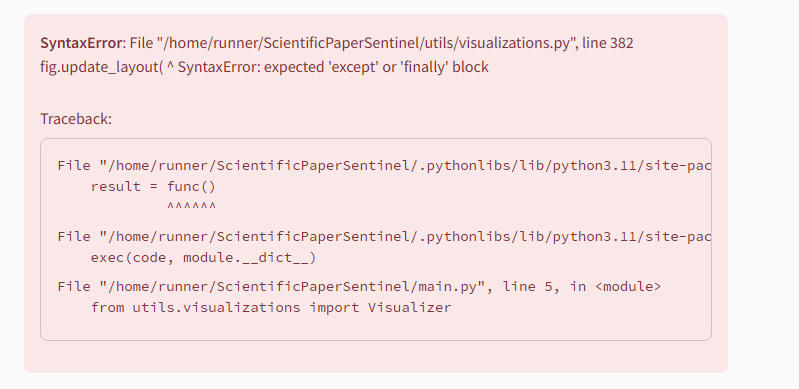 SyntaxError: File "/home/runner/ScientificPaperSentinel/utils/visualizations.py", line 382
fig.update_layout( ^ SyntaxError: expected 'except' or 'finally' block
Traceback:
File "/home/runner/ScientificPaperSentinel/.pythonlibs/lib/python3.11/site-pac
result = func()
^^^^^^
File "/home/runner/ScientificPaperSentinel/.pythonlibs/lib/python3.11/site-pac
exec(code, module.__dict__)
File "/home/runner/ScientificPaperSentinel/main.py", line 5, in <module>
from utils.visualizations import Visualizer